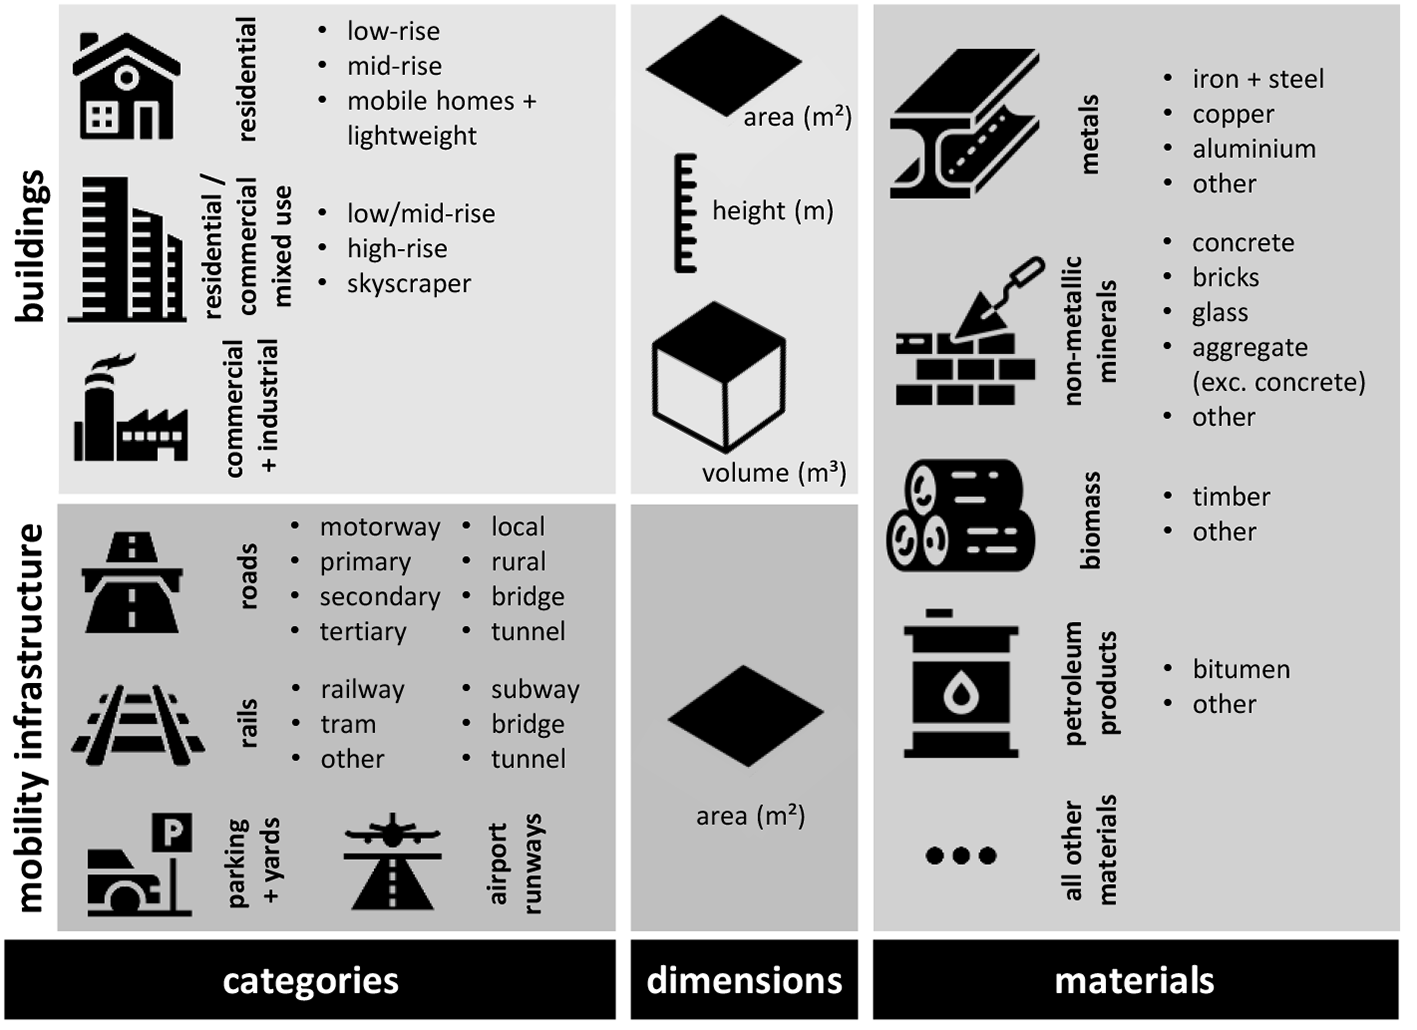 buildings
residential
• low-rise
• mid-rise
• mobile homes +
lightweight
residential /
commercial
mixed use
• low/mid-rise
• high-rise
• skyscraper
commercial
+ industrial
area (m²)
height (m)
volume (m³)
mobility infrastructure
roads
• motorway
• primary
• secondary
• tertiary
• local
• rural
• bridge
• tunnel
rails
• railway
• tram
• other
• subway
• bridge
• tunnel
P
parking
+ yards
airport
runways
area (m²)
metals
• iron + steel
• copper
• aluminium
• other
non-metallic
minerals
• concrete
• bricks
• glass
• aggregate
(exc. concrete)
• other
biomass
• timber
• other
petroleum
products
• bitumen
• other
all other
materials
categories
dimensions
materials